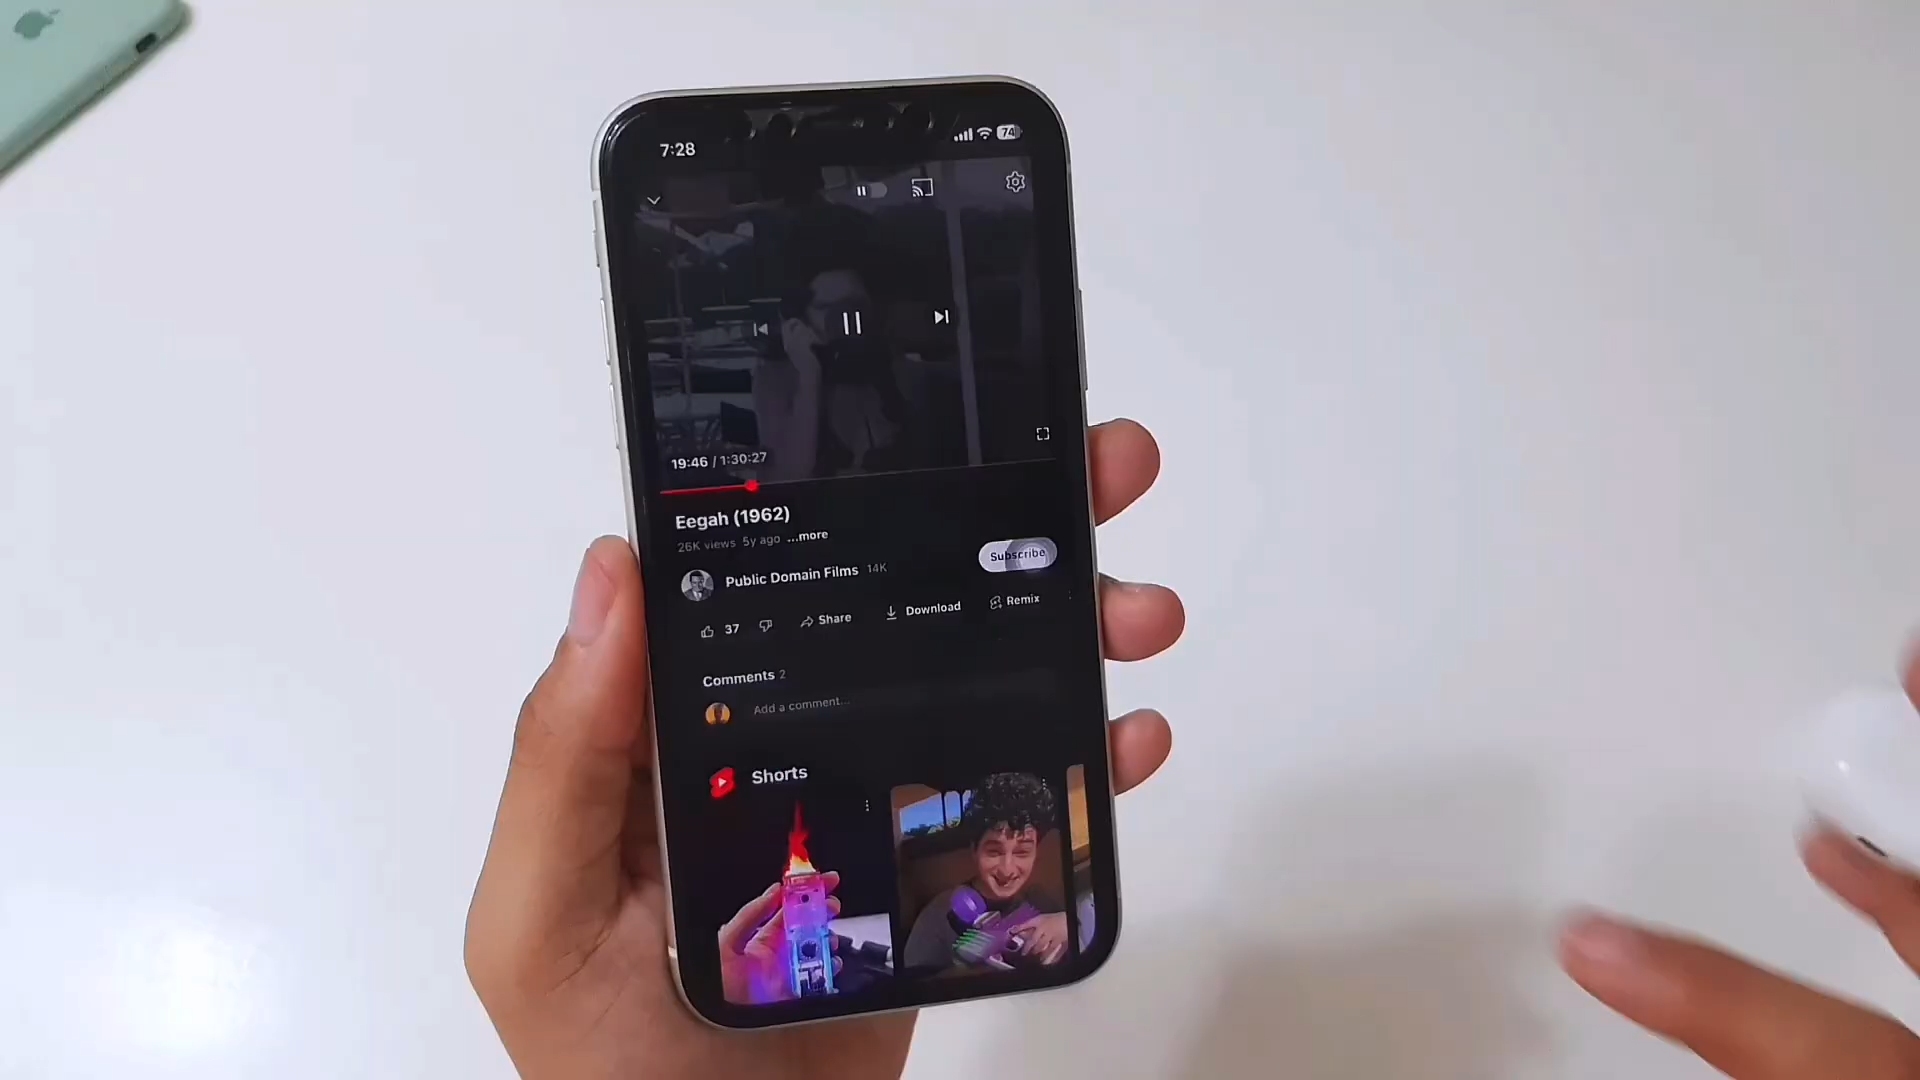 7:28
74
19:46 / 1:30:27
Eegah (1962)
26K views 5y ago ...more
Public Domain Films 14K
Subscribe
37
Share
Download
Remix
Comments 2
Add a comment...
Shorts